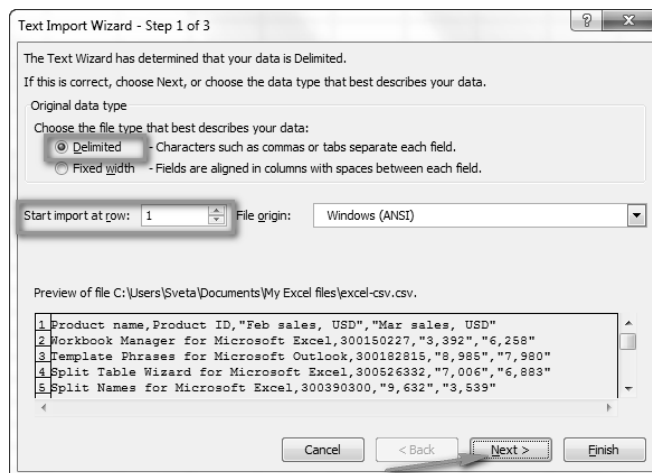 Text Import Wizard - Step 1 of 3
The Text Wizard has determined that your data is Delimited.
If this is correct, choose Next, or choose the data type that best describes your data.
Original data type
Choose the file type that best describes your data:
Delimited - Characters such as commas or tabs separate each field.
Fixed width - Fields are aligned in columns with spaces between each field.
Start import at row: 1 File origin: Windows (ANSI)
Preview of file C:\Users\Sveta\Documents\My Excel files\excel-csv.csv.
1 Product name,Product ID,"Feb sales, USD","Mar sales, USD"
2 Workbook Manager for Microsoft Excel,300150227,"3,392","6,258"
3 Template Phrases for Microsoft Outlook,300182815,"8,985","7,980"
4 Split Table Wizard for Microsoft Excel,300526332,"7,006","6,883"
5 Split Names for Microsoft Excel,300390300,"9,632","3,539"
Cancel < Back Next > Finish